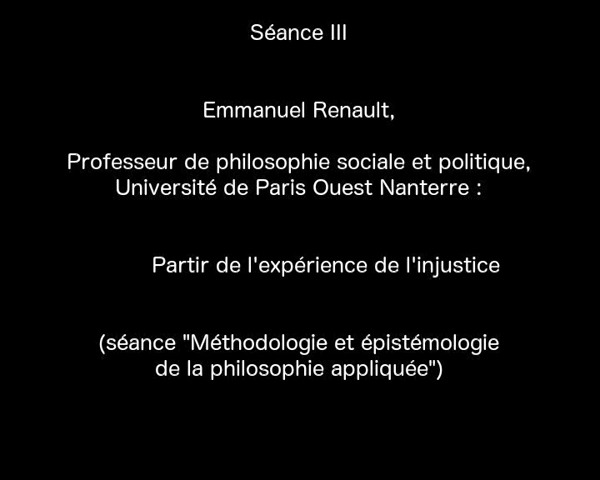 Séance III
Emmanuel Renault,
Professeur de philosophie sociale et politique,
Université de Paris Ouest Nanterre :
Partir de l'expérience de l'injustice
(séance "Méthodologie et épistémologie
de la philosophie appliquée")